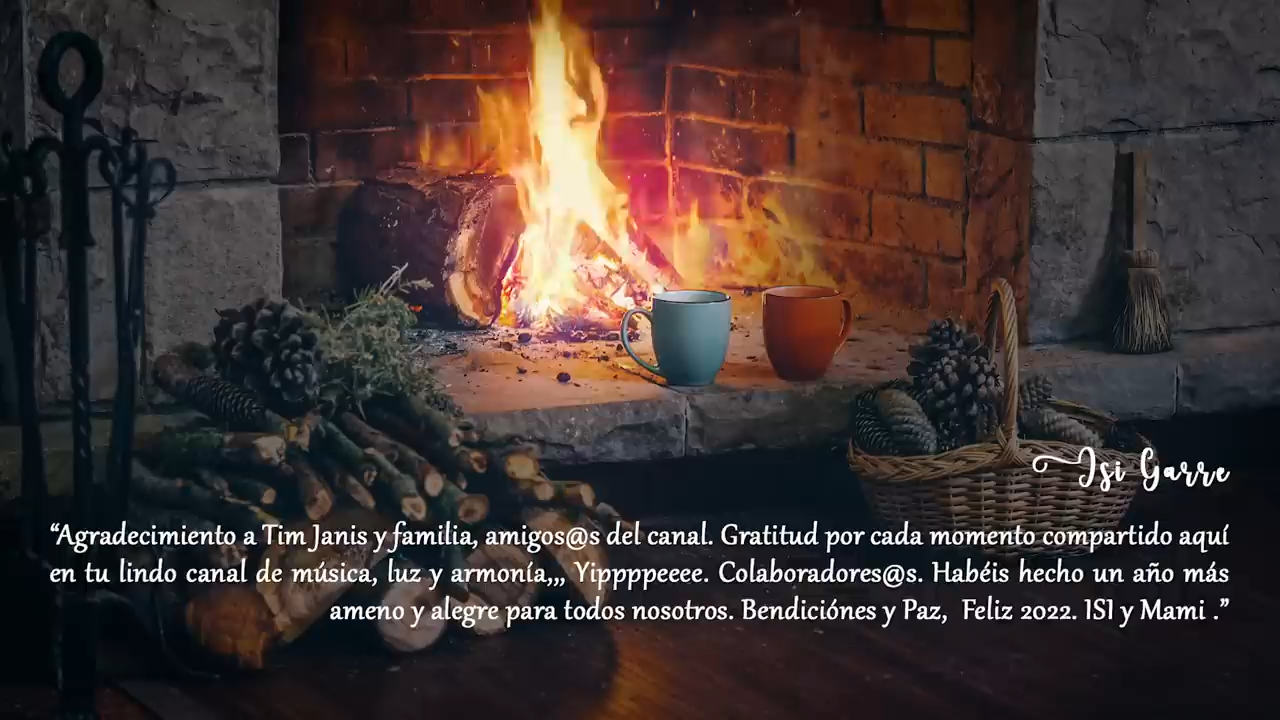 Isi Garre
“Agradecimiento a Tim Janis y familia, amigos@s del canal. Gratitud por cada momento compartido aquí
en tu lindo canal de música, luz y armonía,,, Yippppeeee. Colaboradores@s. Habéis hecho un año más
ameno y alegre para todos nosotros. Bendiciónes y Paz,  Feliz 2022. ISI y Mami .”